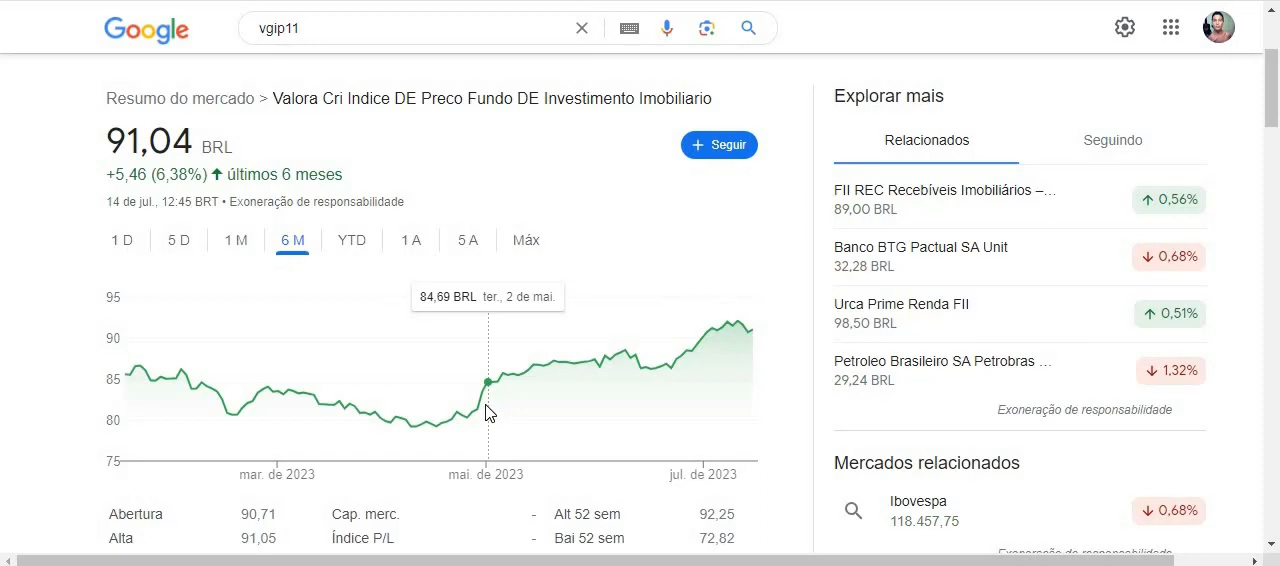 Google
vgip11
Resumo do mercado > Valora Cri Indice DE Preco Fundo DE Investimento Imobiliario
91,04 BRL
+ Seguir
+5,46 (6,38%) ↑ últimos 6 meses
14 de jul., 12:45 BRT • Exoneração de responsabilidade
1 D 5 D 1 M 6 M YTD 1 A 5 A Máx
84,69 BRL ter., 2 de mai.
95
90
85
80
75
mar. de 2023 mai. de 2023 jul. de 2023
Abertura 90,71 Cap. merc. - Alt 52 sem 92,25
Alta 91,05 Índice P/L - Bai 52 sem 72,82
Explorar mais
Relacionados Seguindo
FII REC Recebíveis Imobiliários –...
89,00 BRL
↑ 0,56%
Banco BTG Pactual SA Unit
32,28 BRL
↓ 0,68%
Urca Prime Renda FII
98,50 BRL
↑ 0,51%
Petroleo Brasileiro SA Petrobras ...
29,24 BRL
↓ 1,32%
Exoneração de responsabilidade
Mercados relacionados
Ibovespa
118.457,75
↓ 0,68%
Exoneração de responsabilidade